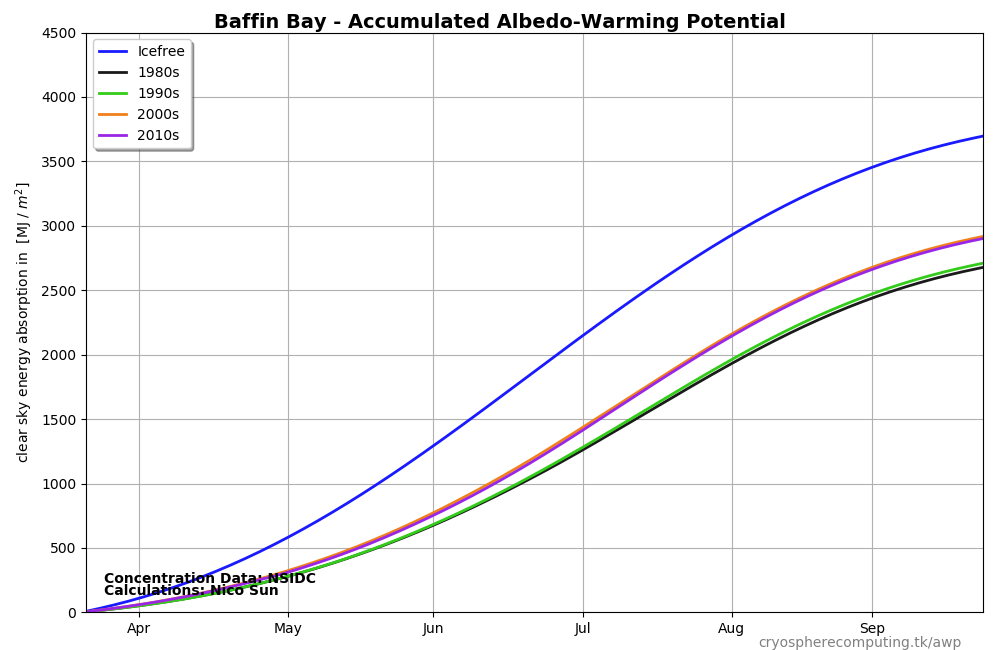 Baffin Bay - Accumulated Albedo-Warming Potential
4500
4000
3500
3000
2500
2000
1500
1000
500
0
clear sky energy absorption in [MJ / m²]
Icefree
1980s
1990s
2000s
2010s
Concentration Data: NSIDC
Calculations: Nico Sun
Apr May Jun Jul Aug Sep
cryospherecomputing.tk/awp